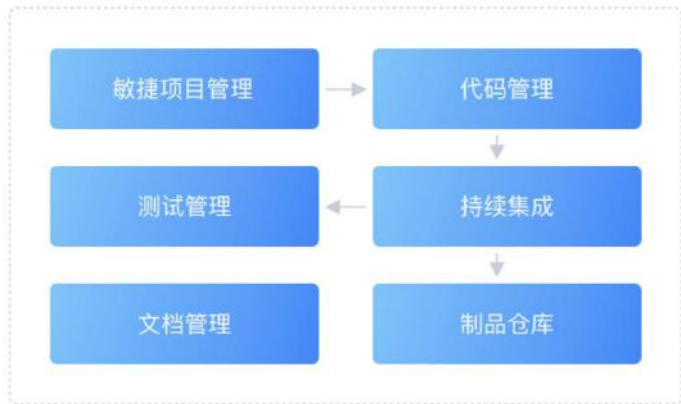 敏捷项目管理
代码管理
测试管理
持续集成
文档管理
制品仓库